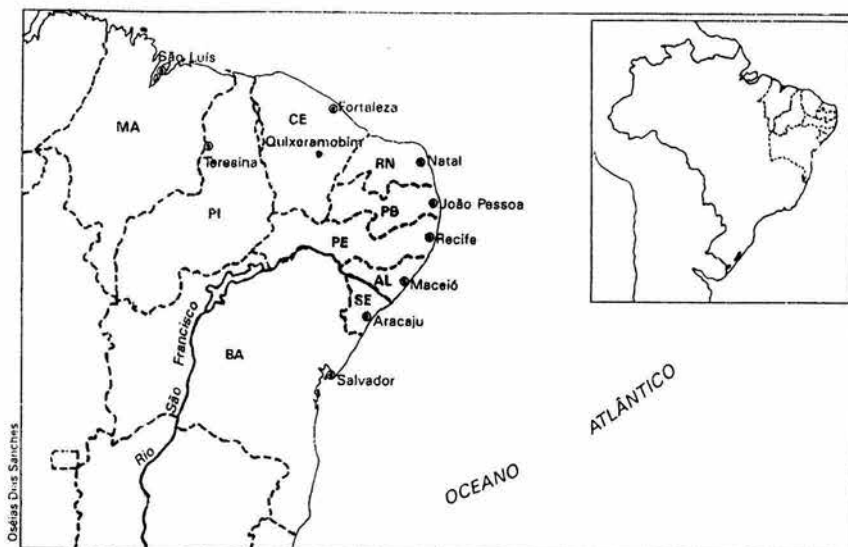 São Luís
Fortaleza
CE
MA
Quixeramobim
Teresina
RN
Natal
PI
PB
João Pessoa
PE
Recife
AL
Maceió
SE
Aracaju
BA
Salvador
Rio São Francisco
OCEANO ATLÂNTICO
Oséias Dias Sanches